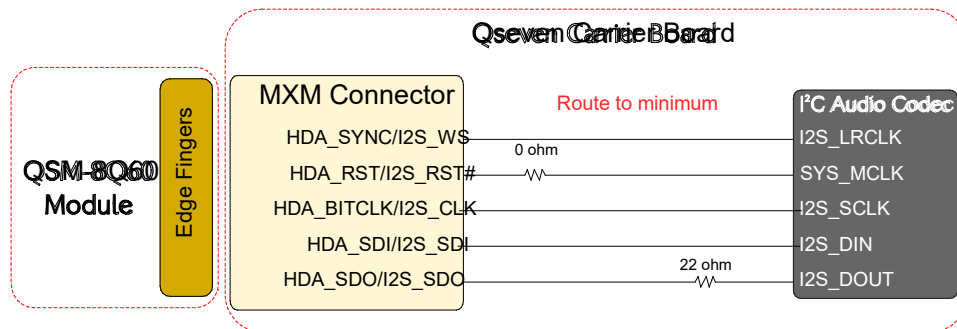 Qseven Carrier Board
QSM-8Q60
Module
Edge Fingers
MXM Connector
HDA_SYNC/I2S_WS
HDA_RST/I2S_RST#
HDA_BITCLK/I2S_CLK
HDA_SDI/I2S_SDI
HDA_SDO/I2S_SDO
Route to minimum
0 ohm
22 ohm
I²C Audio Codec
I2S_LRCLK
SYS_MCLK
I2S_SCLK
I2S_DIN
I2S_DOUT